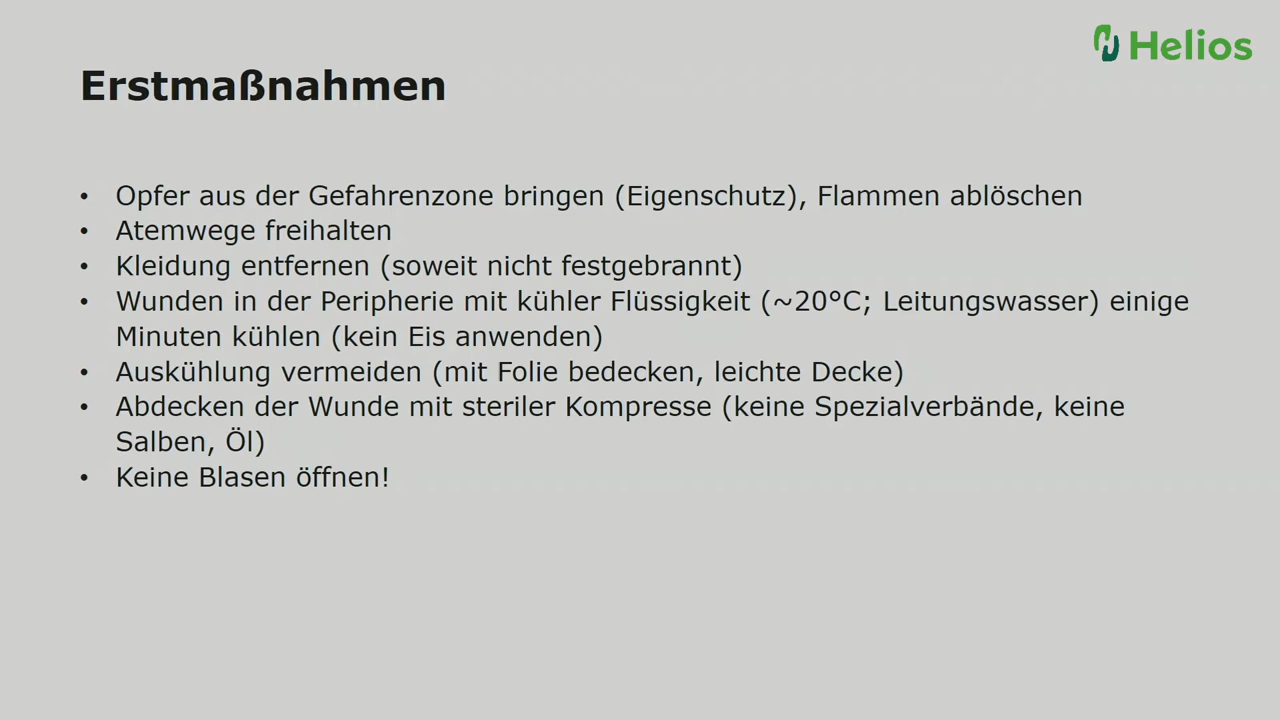 Helios
Erstmaßnahmen
• Opfer aus der Gefahrenzone bringen (Eigenschutz), Flammen ablöschen
• Atemwege freihalten
• Kleidung entfernen (soweit nicht festgebrannt)
• Wunden in der Peripherie mit kühler Flüssigkeit (~20°C; Leitungswasser) einige
Minuten kühlen (kein Eis anwenden)
• Auskühlung vermeiden (mit Folie bedecken, leichte Decke)
• Abdecken der Wunde mit steriler Kompresse (keine Spezialverbände, keine
Salben, Öl)
• Keine Blasen öffnen!